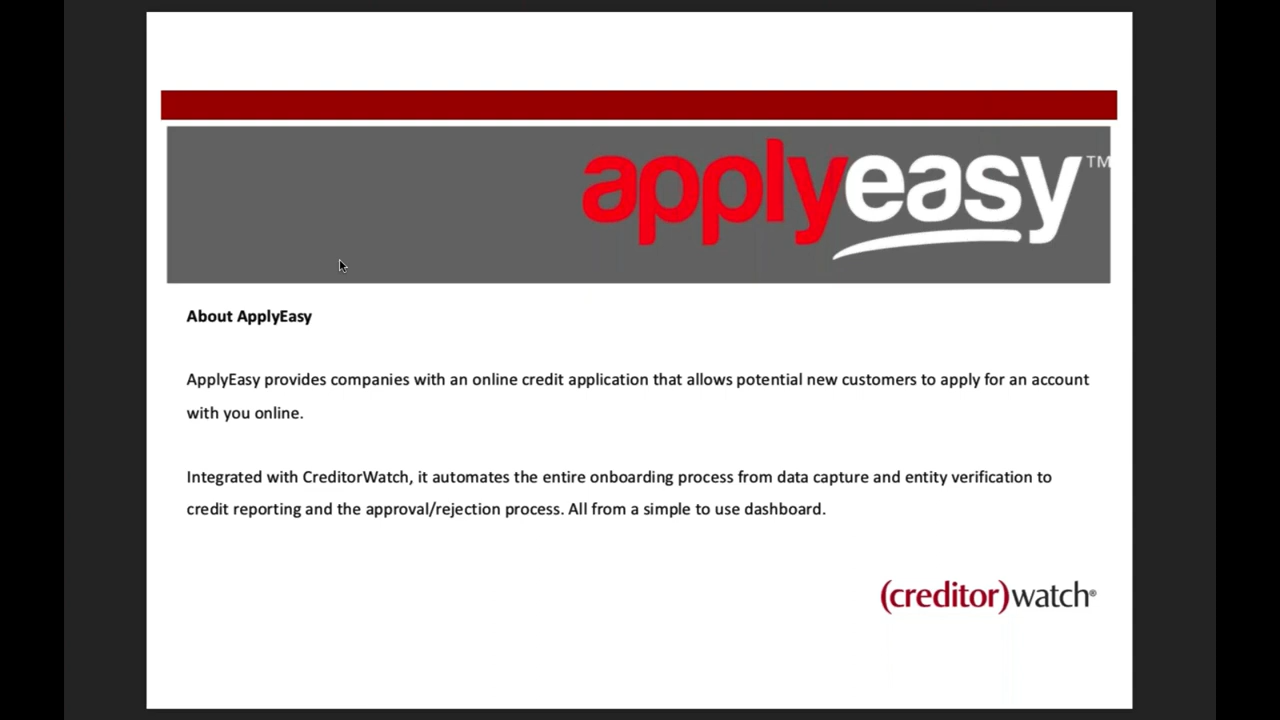 applyeasy™
About ApplyEasy
ApplyEasy provides companies with an online credit application that allows potential new customers to apply for an account
with you online.
Integrated with CreditorWatch, it automates the entire onboarding process from data capture and entity verification to
credit reporting and the approval/rejection process. All from a simple to use dashboard.
(creditor)watch®